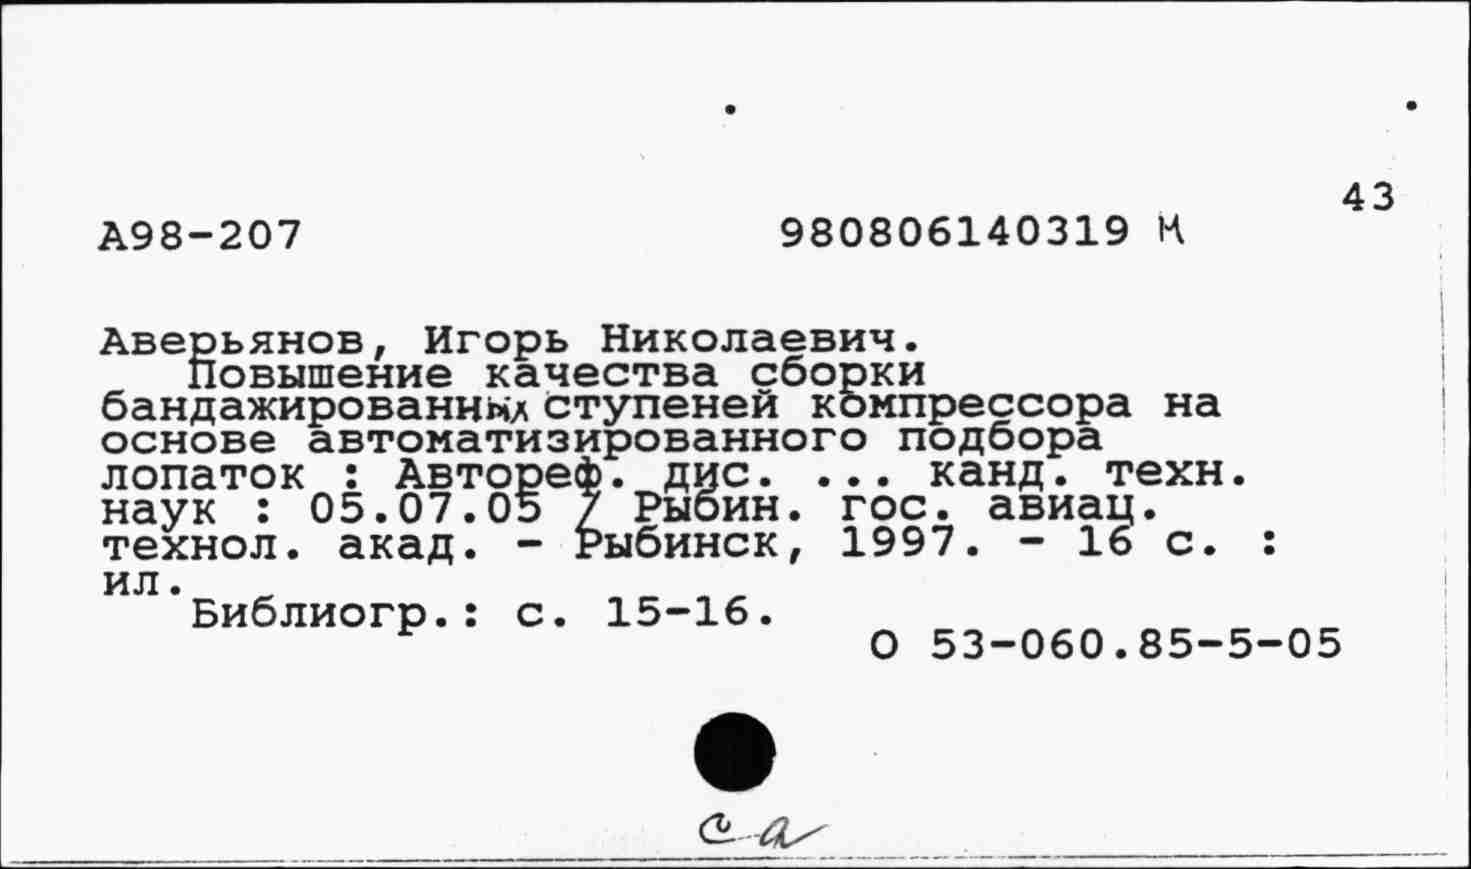 43
А98-207 980806140319 М
Аверьянов, Игорь Николаевич.
Повышение качества сборки
бандажированных ступеней компрессора на
основе автоматизированного подбора
лопаток : Автореф. дис. ... канд. техн.
наук : 05.07.05 / Рыбин. гос. авиац.
технол. акад. - Рыбинск, 1997. - 16 с. :
ил.
Библиогр.: с. 15-16.
О 53-060.85-5-05